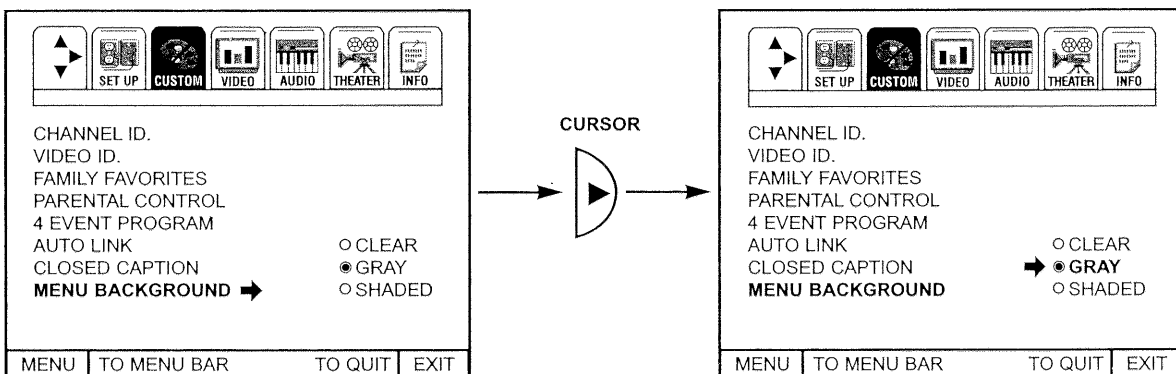 SET UP CUSTOM VIDEO AUDIO THEATER INFO
CHANNEL ID.
VIDEO ID.
FAMILY FAVORITES
PARENTAL CONTROL
4 EVENT PROGRAM
AUTO LINK ○ CLEAR
CLOSED CAPTION ◉ GRAY
MENU BACKGROUND ➡ ○ SHADED
MENU TO MENU BAR TO QUIT EXIT
CURSOR
SET UP CUSTOM VIDEO AUDIO THEATER INFO
CHANNEL ID.
VIDEO ID.
FAMILY FAVORITES
PARENTAL CONTROL
4 EVENT PROGRAM
AUTO LINK ○ CLEAR
CLOSED CAPTION ➡ ◉ GRAY
MENU BACKGROUND ○ SHADED
MENU TO MENU BAR TO QUIT EXIT